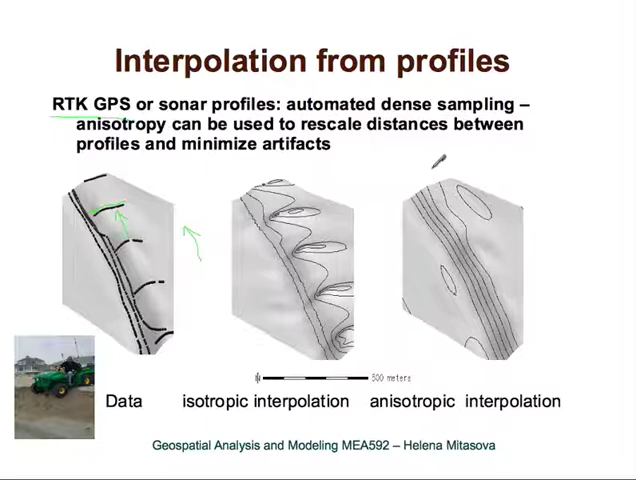 Interpolation from profiles
RTK GPS or sonar profiles: automated dense sampling –
anisotropy can be used to rescale distances between
profiles and minimize artifacts
500 meters
Data
isotropic interpolation
anisotropic interpolation
Geospatial Analysis and Modeling MEA592 – Helena Mitasova